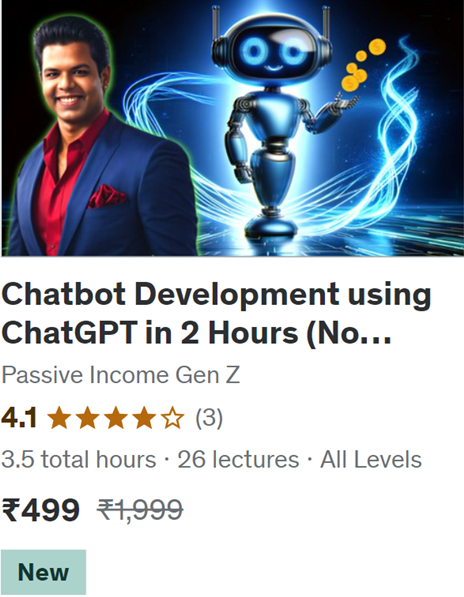 Chatbot Development using
ChatGPT in 2 Hours (No...
Passive Income Gen Z
4.1 ★★★★☆ (3)
3.5 total hours · 26 lectures · All Levels
₹499 ₹1,999
New